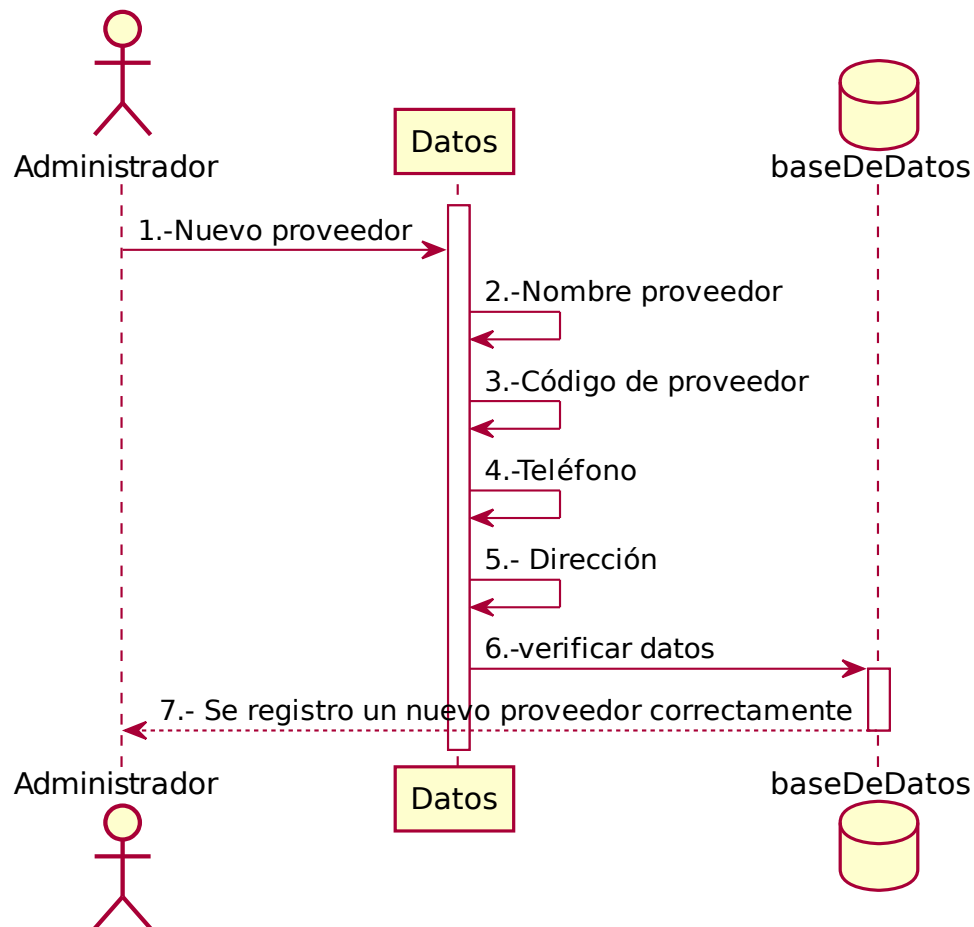 Administrador
Datos
baseDeDatos
1.-Nuevo proveedor
2.-Nombre proveedor
3.-Código de proveedor
4.-Teléfono
5.- Dirección
6.-verificar datos
7.- Se registro un nuevo proveedor correctamente
Administrador
Datos
baseDeDatos